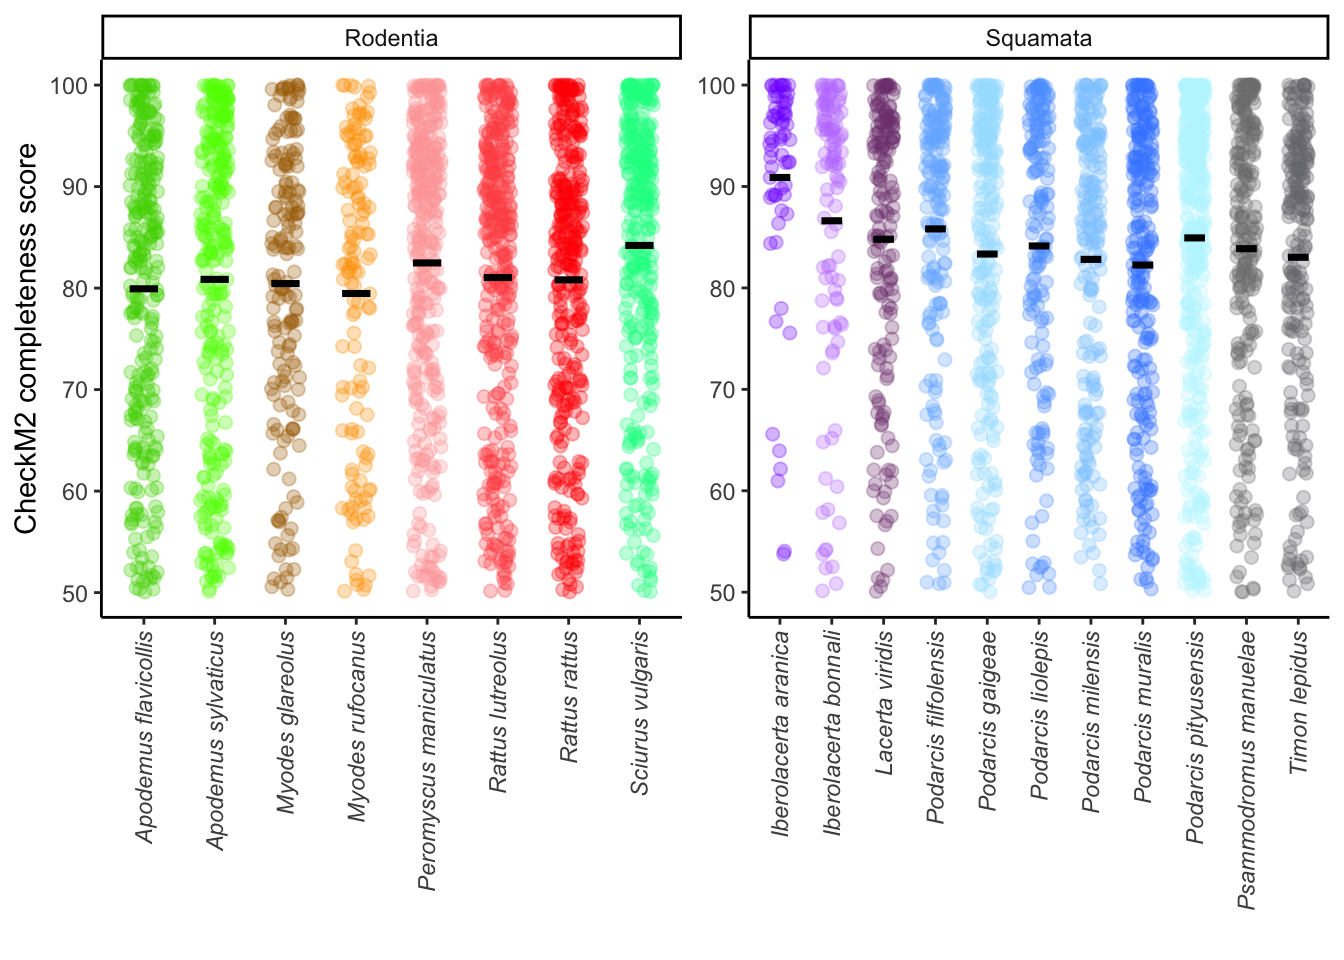 Rodentia
Squamata
CheckM2 completeness score
100
90
80
70
60
50
100
90
80
70
60
50
Apodemus flavicollis
Apodemus sylvaticus
Myodes glareolus
Myodes rufocanus
Peromyscus maniculatus
Rattus lutreolus
Rattus rattus
Sciurus vulgaris
Iberolacerta aranica
Iberolacerta bonnali
Lacerta viridis
Podarcis filfolensis
Podarcis gaigeae
Podarcis liolepis
Podarcis milensis
Podarcis muralis
Podarcis pityusensis
Psammodromus manuelae
Timon lepidus